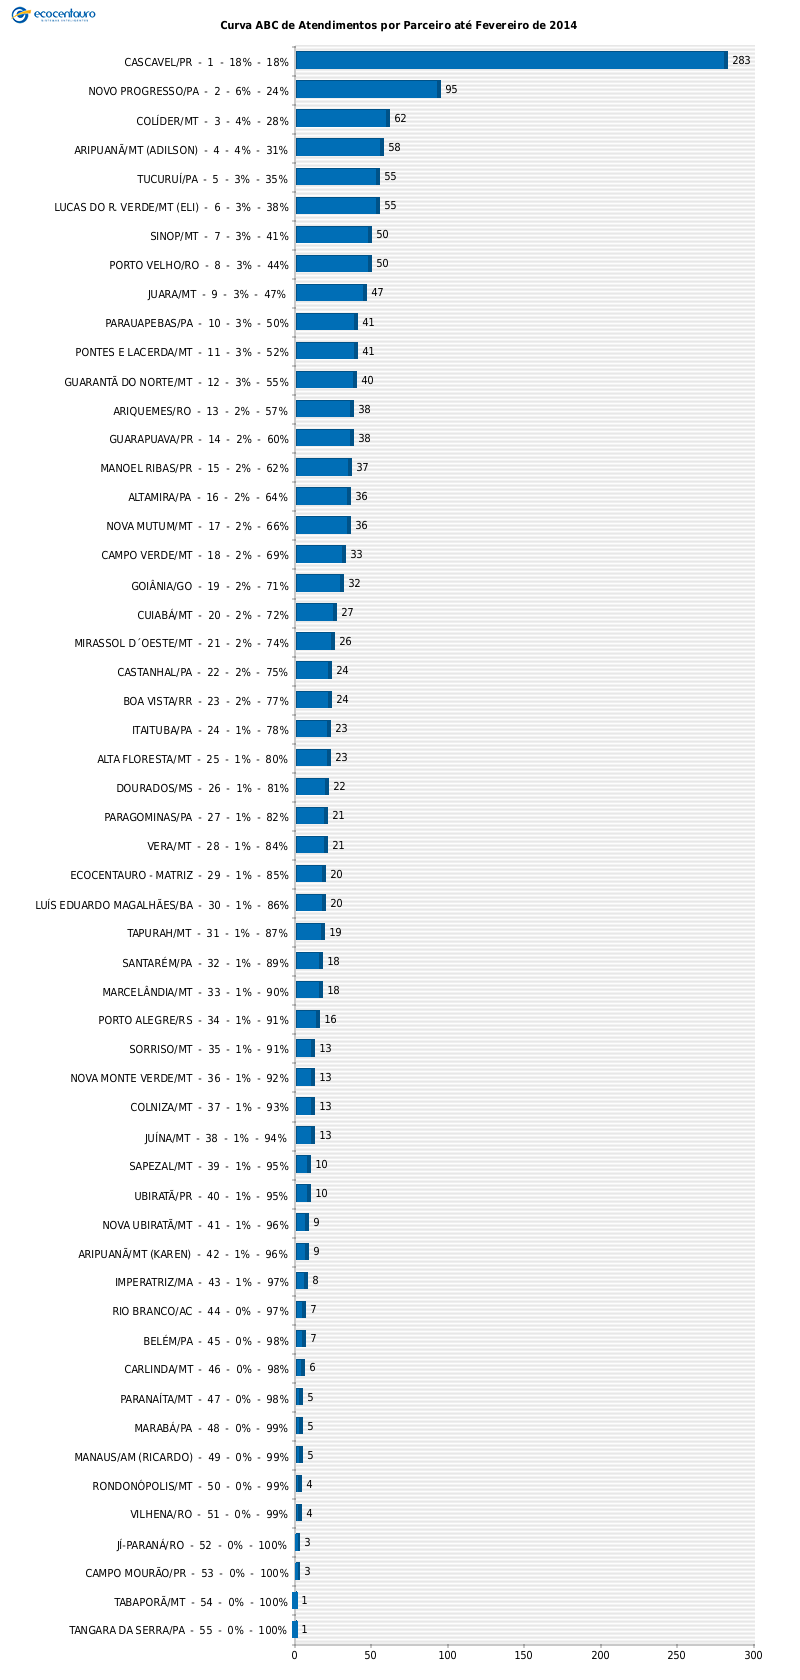 ecocentauro
Curva ABC de Atendimentos por Parceiro até Fevereiro de 2014
CASCAVEL/PR - 1 - 18% - 18% 283
NOVO PROGRESSO/PA - 2 - 6% - 24% 95
COLÍDER/MT - 3 - 4% - 28% 62
ARIPUANÃ/MT (ADILSON) - 4 - 4% - 31% 58
TUCURUÍ/PA - 5 - 3% - 35% 55
LUCAS DO R. VERDE/MT (ELI) - 6 - 3% - 38% 55
SINOP/MT - 7 - 3% - 41% 50
PORTO VELHO/RO - 8 - 3% - 44% 50
JUARA/MT - 9 - 3% - 47% 47
PARAUAPEBAS/PA - 10 - 3% - 50% 41
PONTES E LACERDA/MT - 11 - 3% - 52% 41
GUARANTÃ DO NORTE/MT - 12 - 3% - 55% 40
ARIQUEMES/RO - 13 - 2% - 57% 38
GUARAPUAVA/PR - 14 - 2% - 60% 38
MANOEL RIBAS/PR - 15 - 2% - 62% 37
ALTAMIRA/PA - 16 - 2% - 64% 36
NOVA MUTUM/MT - 17 - 2% - 66% 36
CAMPO VERDE/MT - 18 - 2% - 69% 33
GOIÂNIA/GO - 19 - 2% - 71% 32
CUIABÁ/MT - 20 - 2% - 72% 27
MIRASSOL D´OESTE/MT - 21 - 2% - 74% 26
CASTANHAL/PA - 22 - 2% - 75% 24
BOA VISTA/RR - 23 - 2% - 77% 24
ITAITUBA/PA - 24 - 1% - 78% 23
ALTA FLORESTA/MT - 25 - 1% - 80% 23
DOURADOS/MS - 26 - 1% - 81% 22
PARAGOMINAS/PA - 27 - 1% - 82% 21
VERA/MT - 28 - 1% - 84% 21
ECOCENTAURO - MATRIZ - 29 - 1% - 85% 20
LUÍS EDUARDO MAGALHÃES/BA - 30 - 1% - 86% 20
TAPURAH/MT - 31 - 1% - 87% 19
SANTARÉM/PA - 32 - 1% - 89% 18
MARCELÂNDIA/MT - 33 - 1% - 90% 18
PORTO ALEGRE/RS - 34 - 1% - 91% 16
SORRISO/MT - 35 - 1% - 91% 13
NOVA MONTE VERDE/MT - 36 - 1% - 92% 13
COLNIZA/MT - 37 - 1% - 93% 13
JUÍNA/MT - 38 - 1% - 94% 13
SAPEZAL/MT - 39 - 1% - 95% 10
UBIRATÃ/PR - 40 - 1% - 95% 10
NOVA UBIRATÃ/MT - 41 - 1% - 96% 9
ARIPUANÃ/MT (KAREN) - 42 - 1% - 96% 9
IMPERATRIZ/MA - 43 - 1% - 97% 8
RIO BRANCO/AC - 44 - 0% - 97% 7
BELÉM/PA - 45 - 0% - 98% 7
CARLINDA/MT - 46 - 0% - 98% 6
PARANAÍTA/MT - 47 - 0% - 98% 5
MARABÁ/PA - 48 - 0% - 99% 5
MANAUS/AM (RICARDO) - 49 - 0% - 99% 5
RONDONÓPOLIS/MT - 50 - 0% - 99% 4
VILHENA/RO - 51 - 0% - 99% 4
JÍ-PARANÁ/RO - 52 - 0% - 100% 3
CAMPO MOURÃO/PR - 53 - 0% - 100% 3
TABAPORÃ/MT - 54 - 0% - 100% 1
TANGARA DA SERRA/PA - 55 - 0% - 100% 1
0 50 100 150 200 250 300